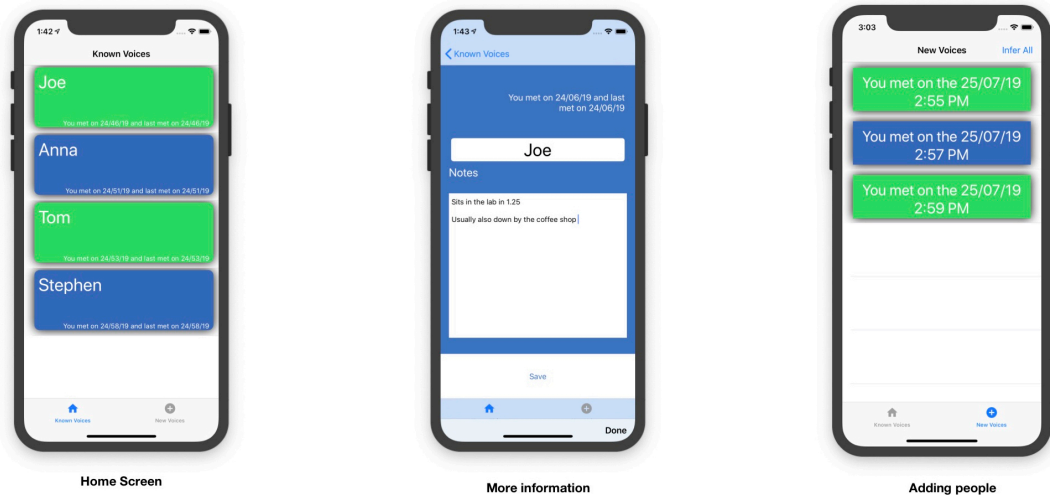 1:42
Known Voices
Joe
You met on 24/46/19 and last met on 24/46/19
Anna
You met on 24/51/19 and last met on 24/51/19
Tom
You met on 24/53/19 and last met on 24/53/19
Stephen
You met on 24/58/19 and last met on 24/58/19
Known Voices
New Voices
Home Screen
1:43
Known Voices
You met on 24/06/19 and last
met on 24/06/19
Joe
Notes
Sits in the lab in 1.25
Usually also down by the coffee shop
Save
Done
More information
3:03
New Voices
Infer All
You met on the 25/07/19
2:55 PM
You met on the 25/07/19
2:57 PM
You met on the 25/07/19
2:59 PM
Known Voices
New Voices
Adding people